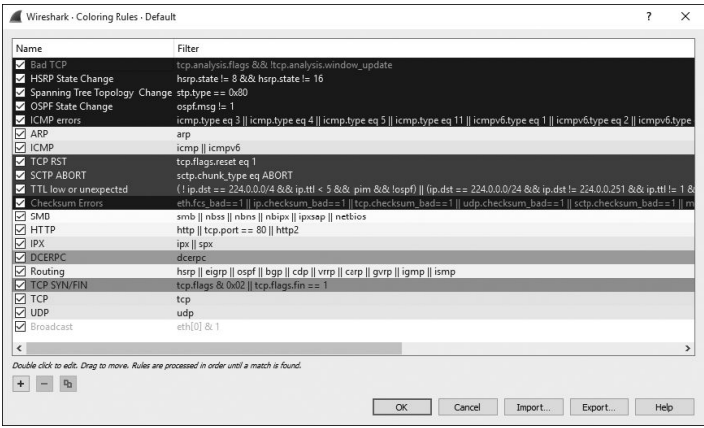 Wireshark · Coloring Rules · Default ? ×
Name Filter
Bad TCP tcp.analysis.flags && !tcp.analysis.window_update
HSRP State Change hsrp.state != 8 && hsrp.state != 16
Spanning Tree Topology Change stp.type == 0x80
OSPF State Change ospf.msg != 1
ICMP errors icmp.type eq 3 || icmp.type eq 4 || icmp.type eq 5 || icmp.type eq 11 || icmpv6.type eq 1 || icmpv6.type eq 2 || icmpv6.type
ARP arp
ICMP icmp || icmpv6
TCP RST tcp.flags.reset eq 1
SCTP ABORT sctp.chunk_type eq ABORT
TTL low or unexpected ( ! ip.dst == 224.0.0.0/4 && ip.ttl < 5 && !pim && !ospf) || (ip.dst == 224.0.0.0/24 && ip.dst != 224.0.0.251 && ip.ttl != 1 &
Checksum Errors eth.fcs_bad==1 || ip.checksum_bad==1 || tcp.checksum_bad==1 || udp.checksum_bad==1 || sctp.checksum_bad==1 || m
SMB smb || nbss || nbns || nbipx || ipxsap || netbios
HTTP http || tcp.port == 80 || http2
IPX ipx || spx
DCERPC dcerpc
Routing hsrp || eigrp || ospf || bgp || cdp || vrrp || carp || gvrp || igmp || ismp
TCP SYN/FIN tcp.flags & 0x02 || tcp.flags.fin == 1
TCP tcp
UDP udp
Broadcast eth[0] & 1
Double click to edit. Drag to move. Rules are processed in order until a match is found.
OK Cancel Import... Export... Help